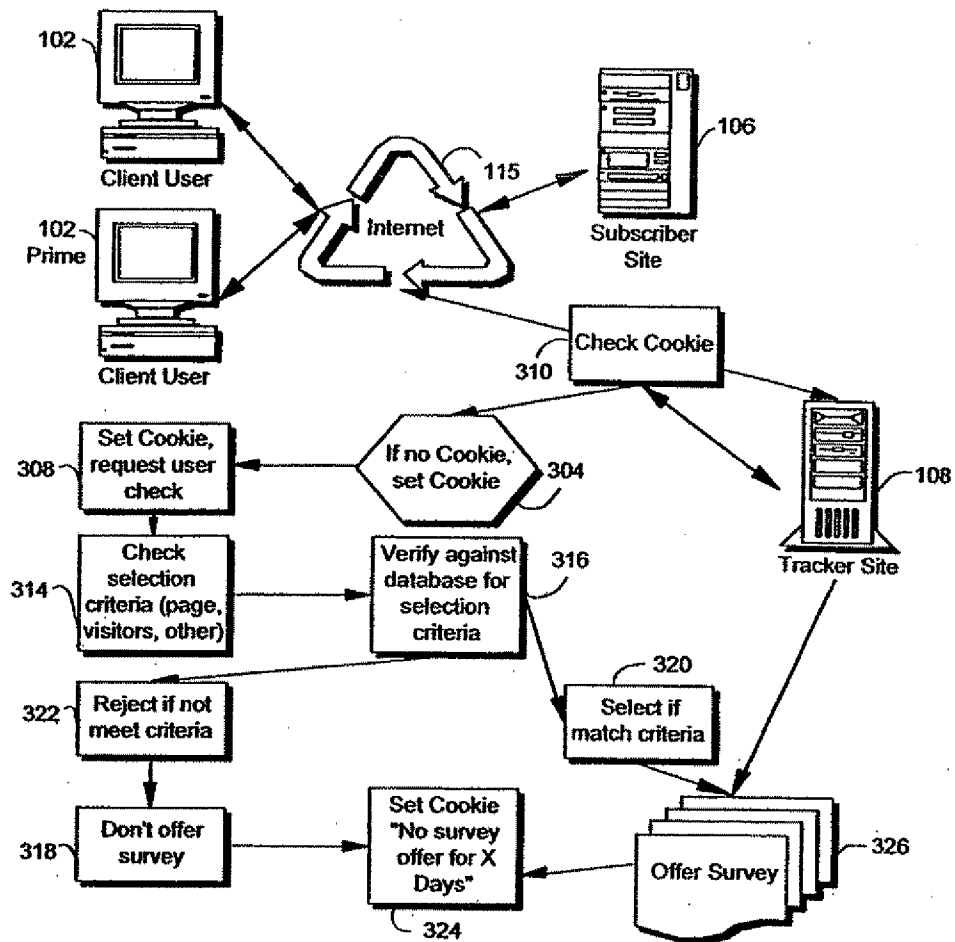 102
Client User
102
Prime
Client User
115
Internet
106
Subscriber
Site
Check Cookie
310
If no Cookie,
set Cookie
304
Set Cookie,
request user
check
308
108
Tracker Site
Check
selection
criteria (page,
visitors, other)
314
Verify against
database for
selection
criteria
316
320
Select if
match criteria
Reject if not
meet criteria
322
Don't offer
survey
318
Set Cookie
"No survey
offer for X
Days"
324
Offer Survey
326